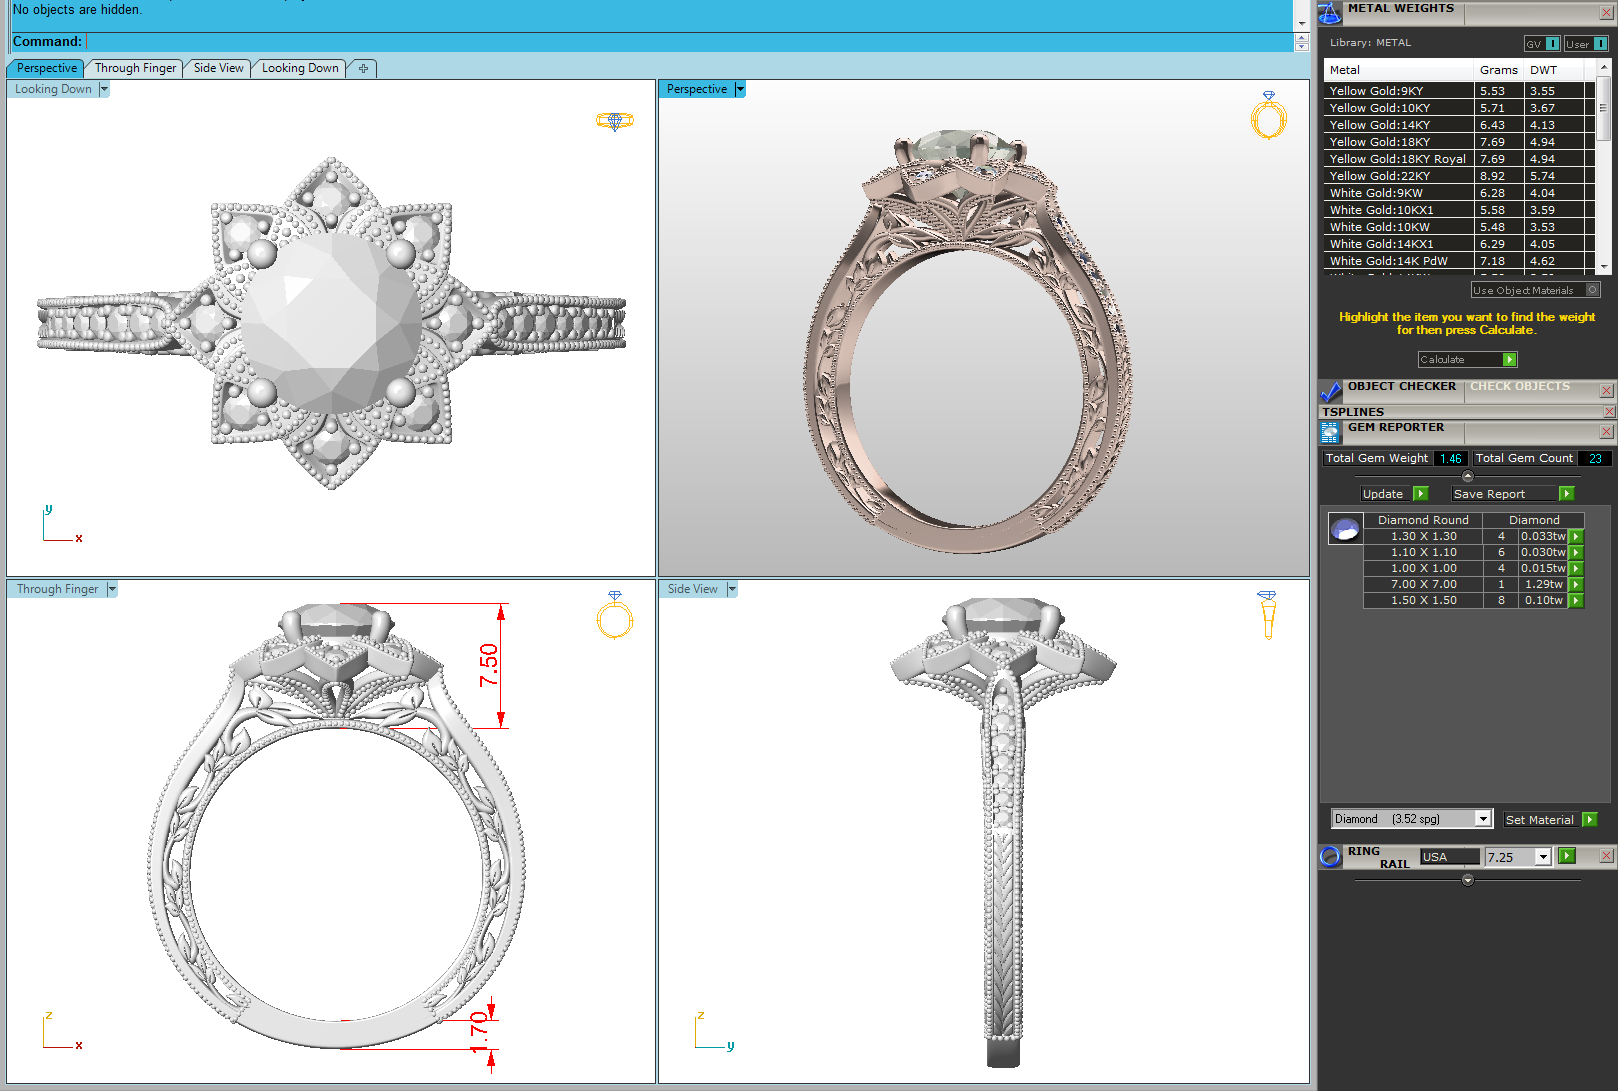 No objects are hidden.
Command:
Perspective
Through Finger
Side View
Looking Down
Looking Down
Perspective
y
x
7.50
Through Finger
1.70
z
x
Side View
z
y
METAL WEIGHTS
Library: METAL
GV
User
Metal Grams DWT
Yellow Gold:9KY 5.53 3.55
Yellow Gold:10KY 5.71 3.67
Yellow Gold:14KY 6.43 4.13
Yellow Gold:18KY 7.69 4.94
Yellow Gold:18KY Royal 7.69 4.94
Yellow Gold:22KY 8.92 5.74
White Gold:9KW 6.28 4.04
White Gold:10KX1 5.58 3.59
White Gold:10KW 5.48 3.53
White Gold:14KX1 6.29 4.05
White Gold:14K PdW 7.18 4.62
Use Object Materials
Highlight the item you want to find the weight
for then press Calculate.
Calculate
OBJECT CHECKER CHECK OBJECTS
TSPLINES
GEM REPORTER
Total Gem Weight 1.46 Total Gem Count 23
Update Save Report
Diamond Round Diamond
1.30 X 1.30 4 0.033tw
1.10 X 1.10 6 0.030tw
1.00 X 1.00 4 0.015tw
7.00 X 7.00 1 1.29tw
1.50 X 1.50 8 0.10tw
Diamond (3.52 spg) Set Material
RING
RAIL USA 7.25